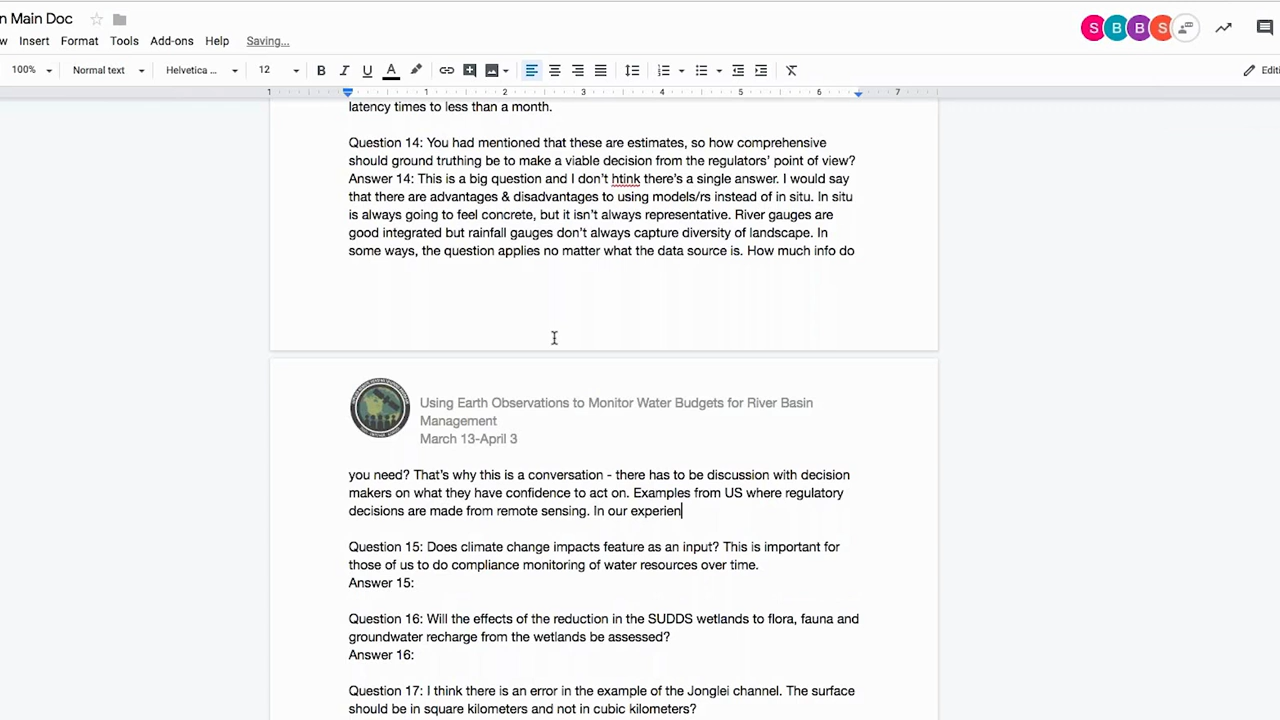 n Main Doc
w Insert Format Tools Add-ons Help Saving...
S B B S
100% Normal text Helvetica ... 12 B I U A Editi
1 1 2 3 4 5 6 7
latency times to less than a month.
Question 14: You had mentioned that these are estimates, so how comprehensive
should ground truthing be to make a viable decision from the regulators' point of view?
Answer 14: This is a big question and I don't htink there's a single answer. I would say
that there are advantages & disadvantages to using models/rs instead of in situ. In situ
is always going to feel concrete, but it isn't always representative. River gauges are
good integrated but rainfall gauges don't always capture diversity of landscape. In
some ways, the question applies no matter what the data source is. How much info do
Using Earth Observations to Monitor Water Budgets for River Basin
Management
March 13-April 3
you need? That's why this is a conversation - there has to be discussion with decision
makers on what they have confidence to act on. Examples from US where regulatory
decisions are made from remote sensing. In our experien
Question 15: Does climate change impacts feature as an input? This is important for
those of us to do compliance monitoring of water resources over time.
Answer 15:
Question 16: Will the effects of the reduction in the SUDDS wetlands to flora, fauna and
groundwater recharge from the wetlands be assessed?
Answer 16:
Question 17: I think there is an error in the example of the Jonglei channel. The surface
should be in square kilometers and not in cubic kilometers?